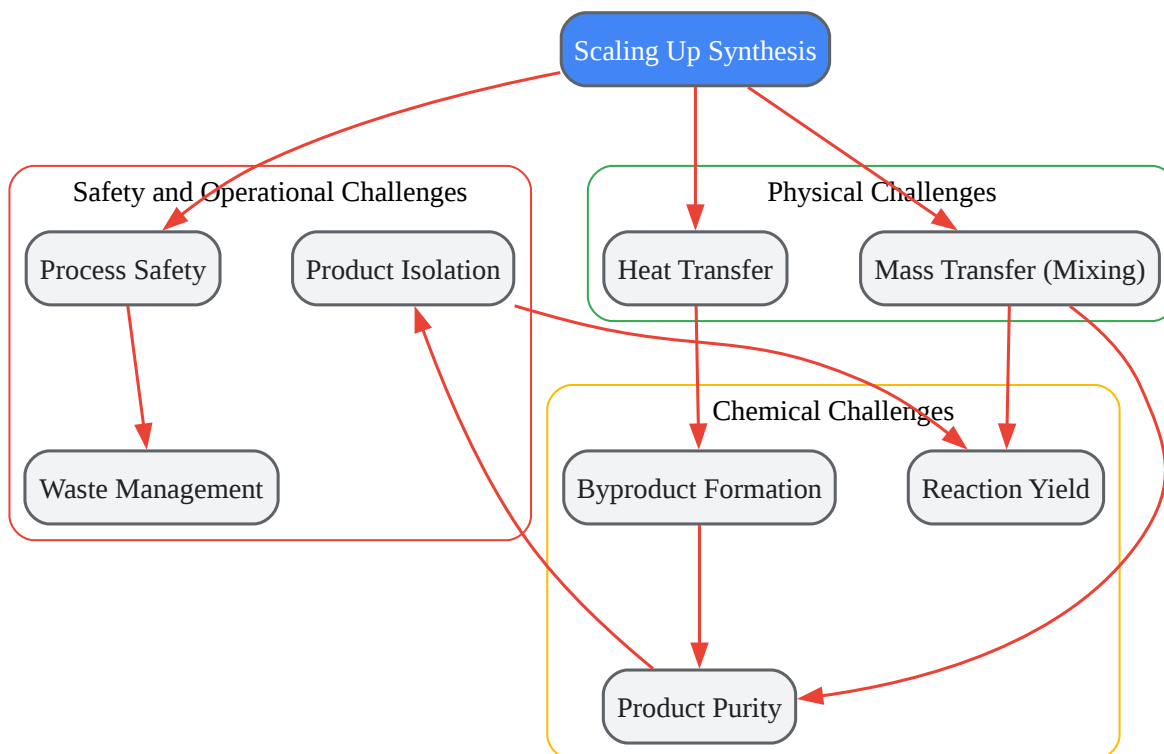 Scaling Up Synthesis
Safety and Operational Challenges
Physical Challenges
Process Safety
Product Isolation
Heat Transfer
Mass Transfer (Mixing)
Chemical Challenges
Waste Management
Byproduct Formation
Reaction Yield
Product Purity